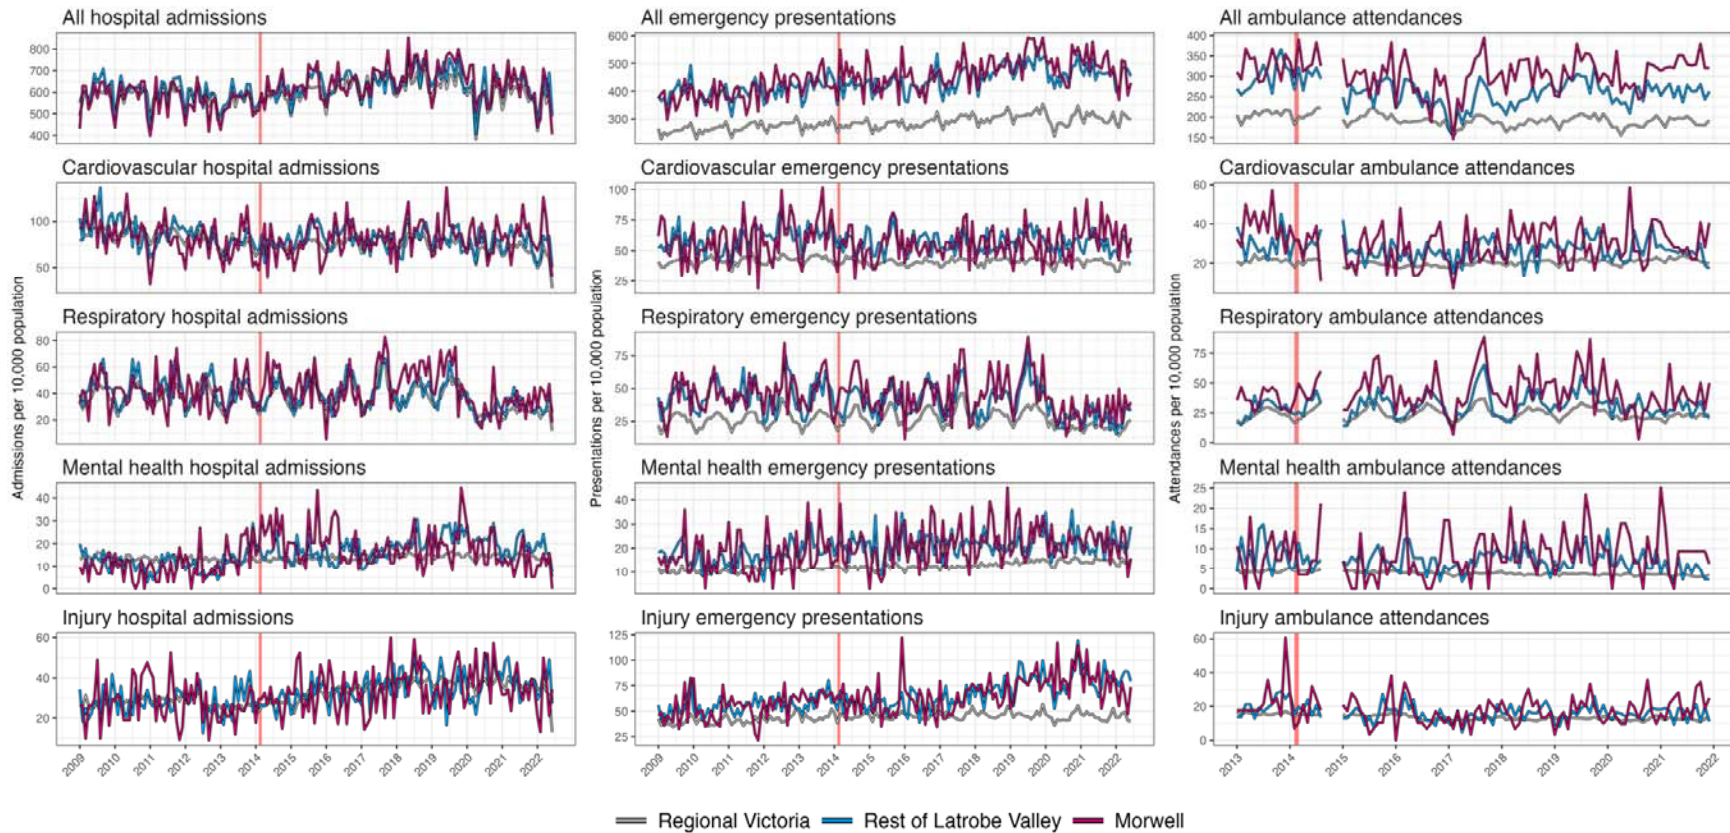 All hospital admissions
800
700
600
500
400
Cardiovascular hospital admissions
100
50
Respiratory hospital admissions
80
60
40
20
Mental health hospital admissions
40
30
20
10
0
Injury hospital admissions
60
40
20
2009 2010 2011 2012 2013 2014 2015 2016 2017 2018 2019 2020 2021 2022
Admissions per 10,000 population
All emergency presentations
600
500
400
300
Cardiovascular emergency presentations
100
75
50
25
Respiratory emergency presentations
75
50
25
Mental health emergency presentations
40
30
20
10
Injury emergency presentations
125
100
75
50
25
2009 2010 2011 2012 2013 2014 2015 2016 2017 2018 2019 2020 2021 2022
Presentations per 10,000 population
All ambulance attendances
400
350
300
250
200
150
Cardiovascular ambulance attendances
60
40
20
Respiratory ambulance attendances
75
50
25
0
Mental health ambulance attendances
25
20
15
10
5
0
Injury ambulance attendances
60
40
20
0
2013 2014 2015 2016 2017 2018 2019 2020 2021 2022
Attendances per 10,000 population
Regional Victoria Rest of Latrobe Valley Morwell